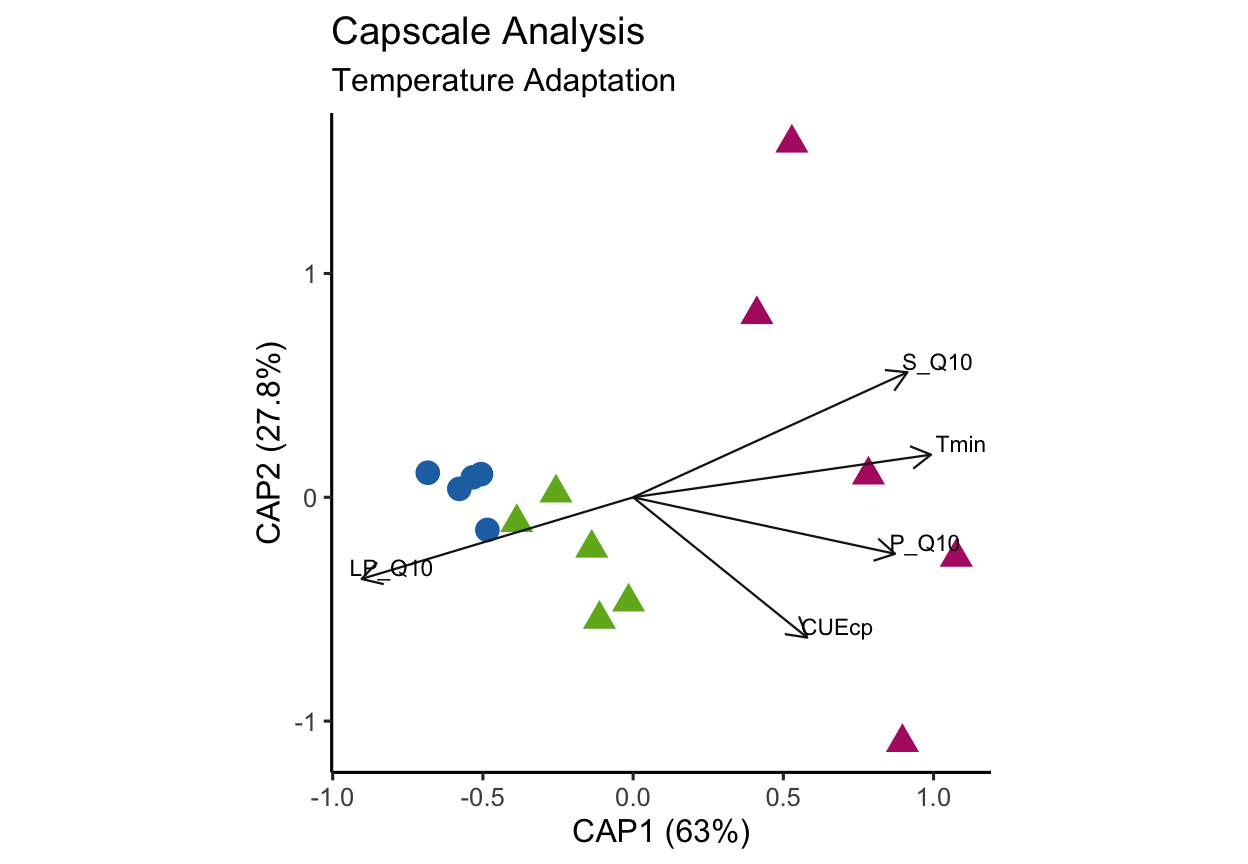 Capscale Analysis
Temperature Adaptation
CAP2 (27.8%)
1
0
-1
S_Q10
Tmin
P_Q10
LP_Q10
CUEcp
-1.0 -0.5 0.0 0.5 1.0
CAP1 (63%)